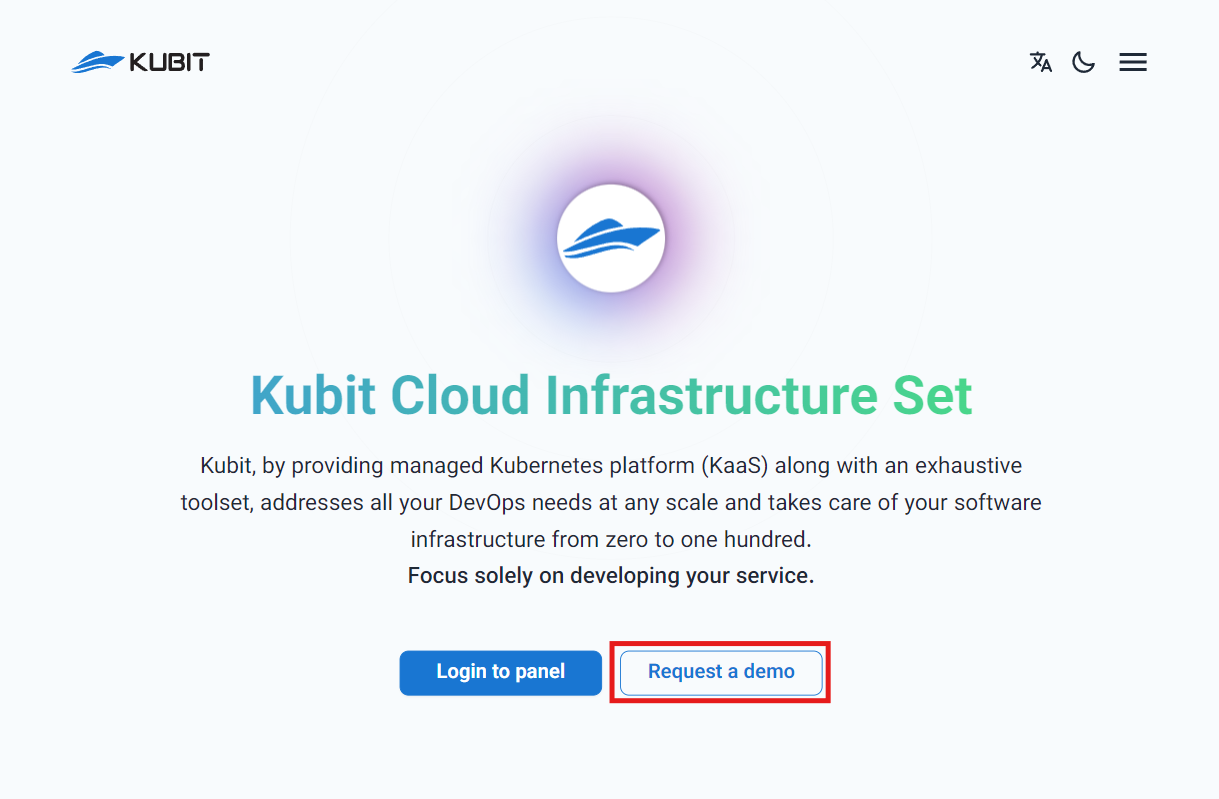 KUBIT
Kubit Cloud Infrastructure Set
Kubit, by providing managed Kubernetes platform (KaaS) along with an exhaustive
toolset, addresses all your DevOps needs at any scale and takes care of your software
infrastructure from zero to one hundred.
Focus solely on developing your service.
Login to panel
Request a demo